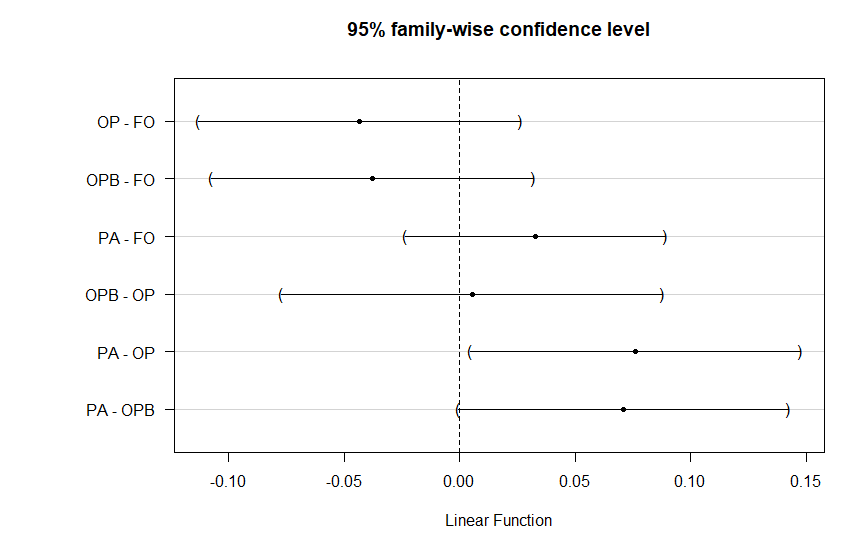 95% family-wise confidence level
OP - FO
OPB - FO
PA - FO
OPB - OP
PA - OP
PA - OPB
-0.10 -0.05 0.00 0.05 0.10 0.15
Linear Function